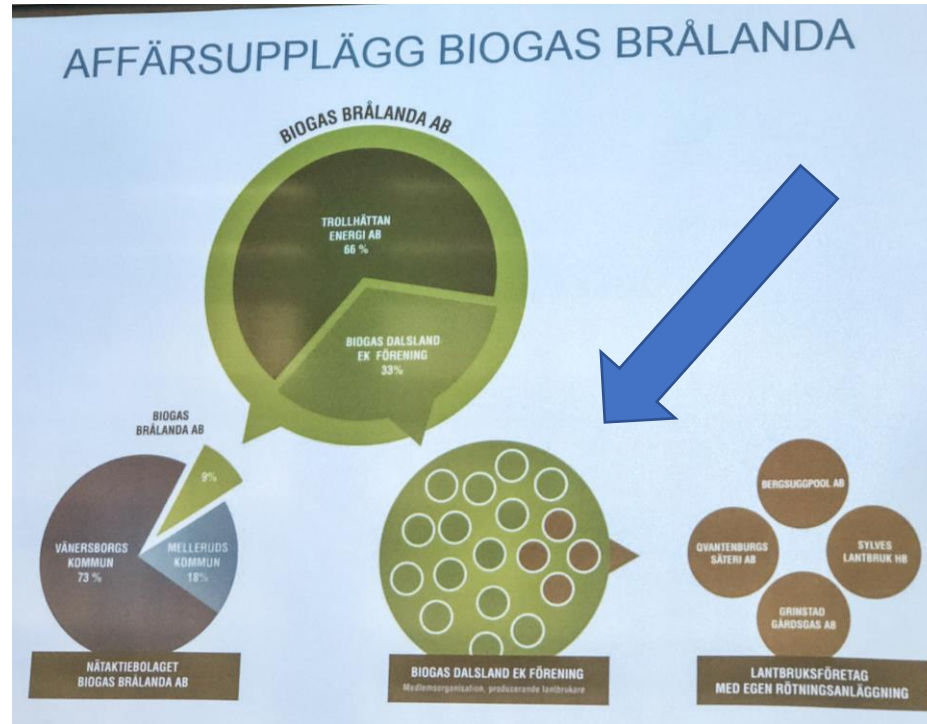 AFFÄRSUPPLÄGG BIOGAS BRÅLANDA
BIOGAS BRÅLANDA AB
TROLLHÄTTAN
ENERGI AB
66 %
BIOGAS DALSLAND
EK FÖRENING
33%
BIOGAS
BRÅLANDA AB
9%
VÄNERSBORGS
KOMMUN
73 %
MELLERUDS
KOMMUN
18%
NÄTAKTIEBOLAGET
BIOGAS BRÅLANDA AB
BIOGAS DALSLAND EK FÖRENING
Medlemsorganisation, producerande lantbrukare
BERGSUGGPOOL AB
QVANTENBURGS
SÄTERI AB
SYLVES
LANTBRUK HB
GRINSTAD
GÅRDSGAS AB
LANTBRUKSFÖRETAG
MED EGEN RÖTNINGSANLÄGGNING